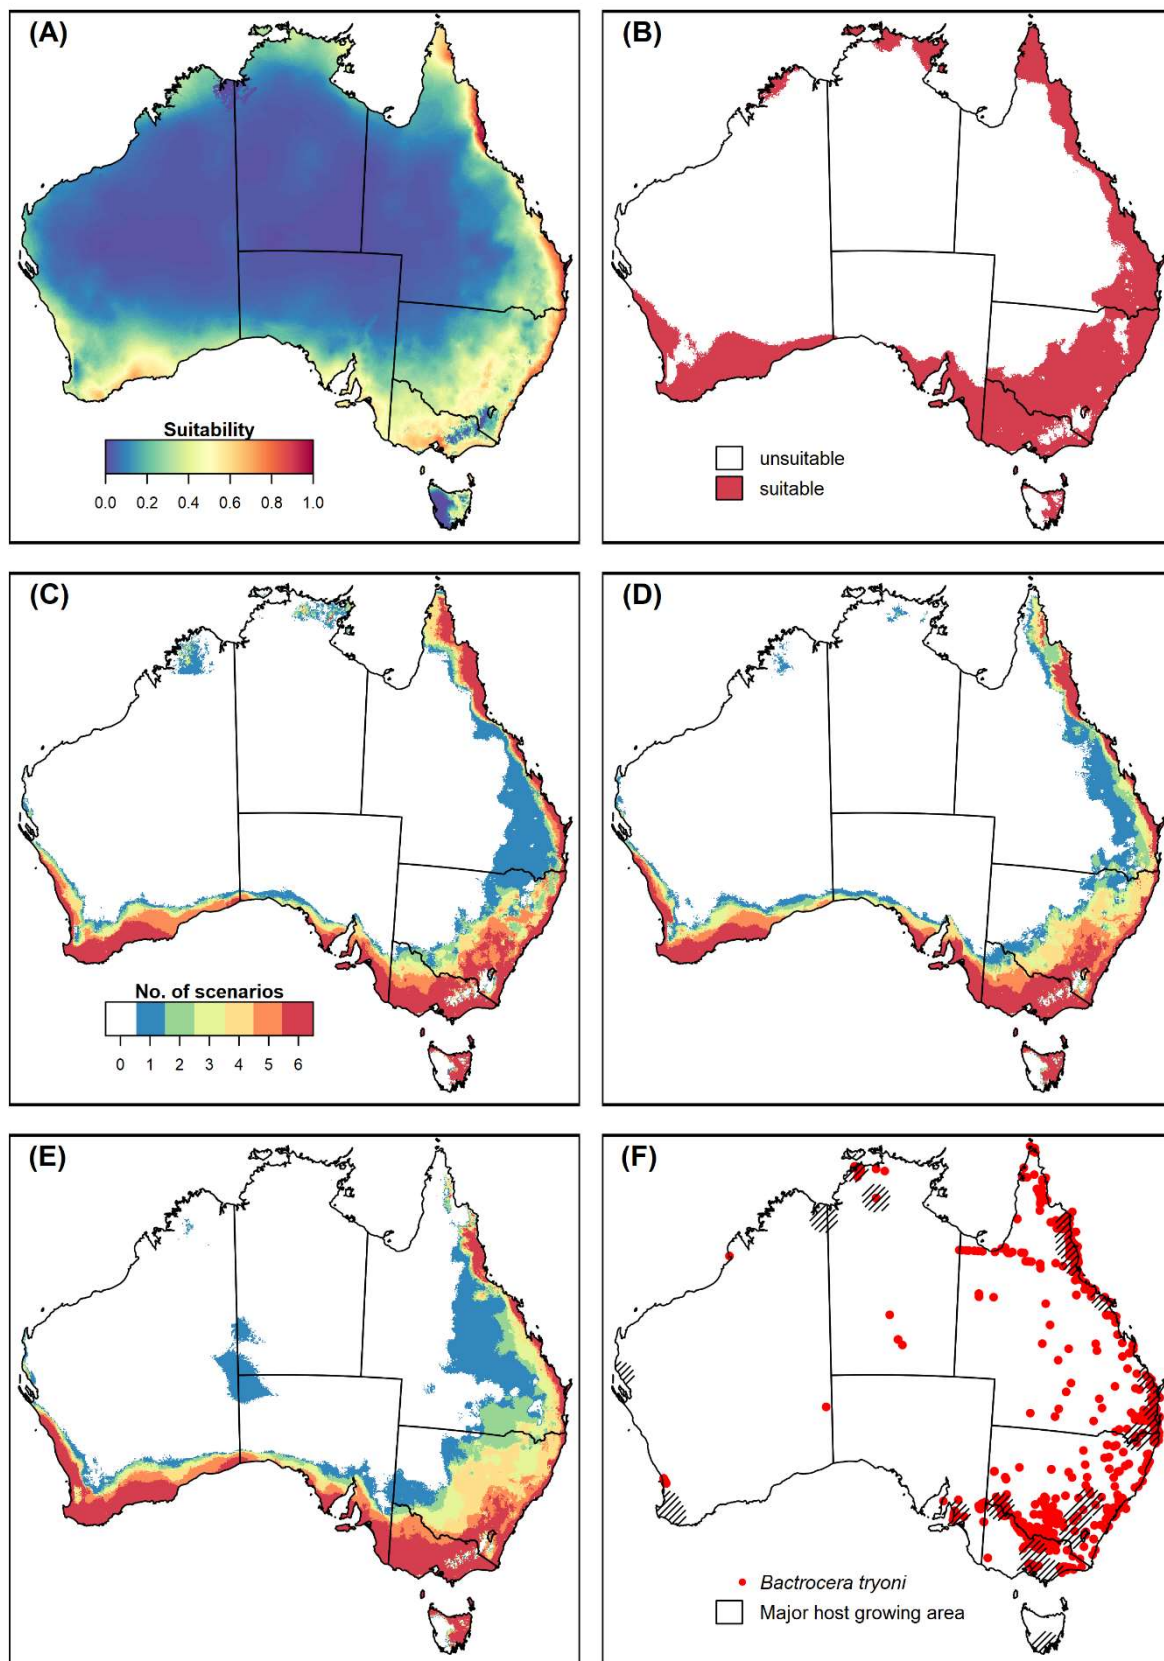 (A)
Suitability
0.0 0.2 0.4 0.6 0.8 1.0
(B)
unsuitable
suitable
(C)
No. of scenarios
0 1 2 3 4 5 6
(D)
(E)
(F)
Bactrocera tryoni
Major host growing area